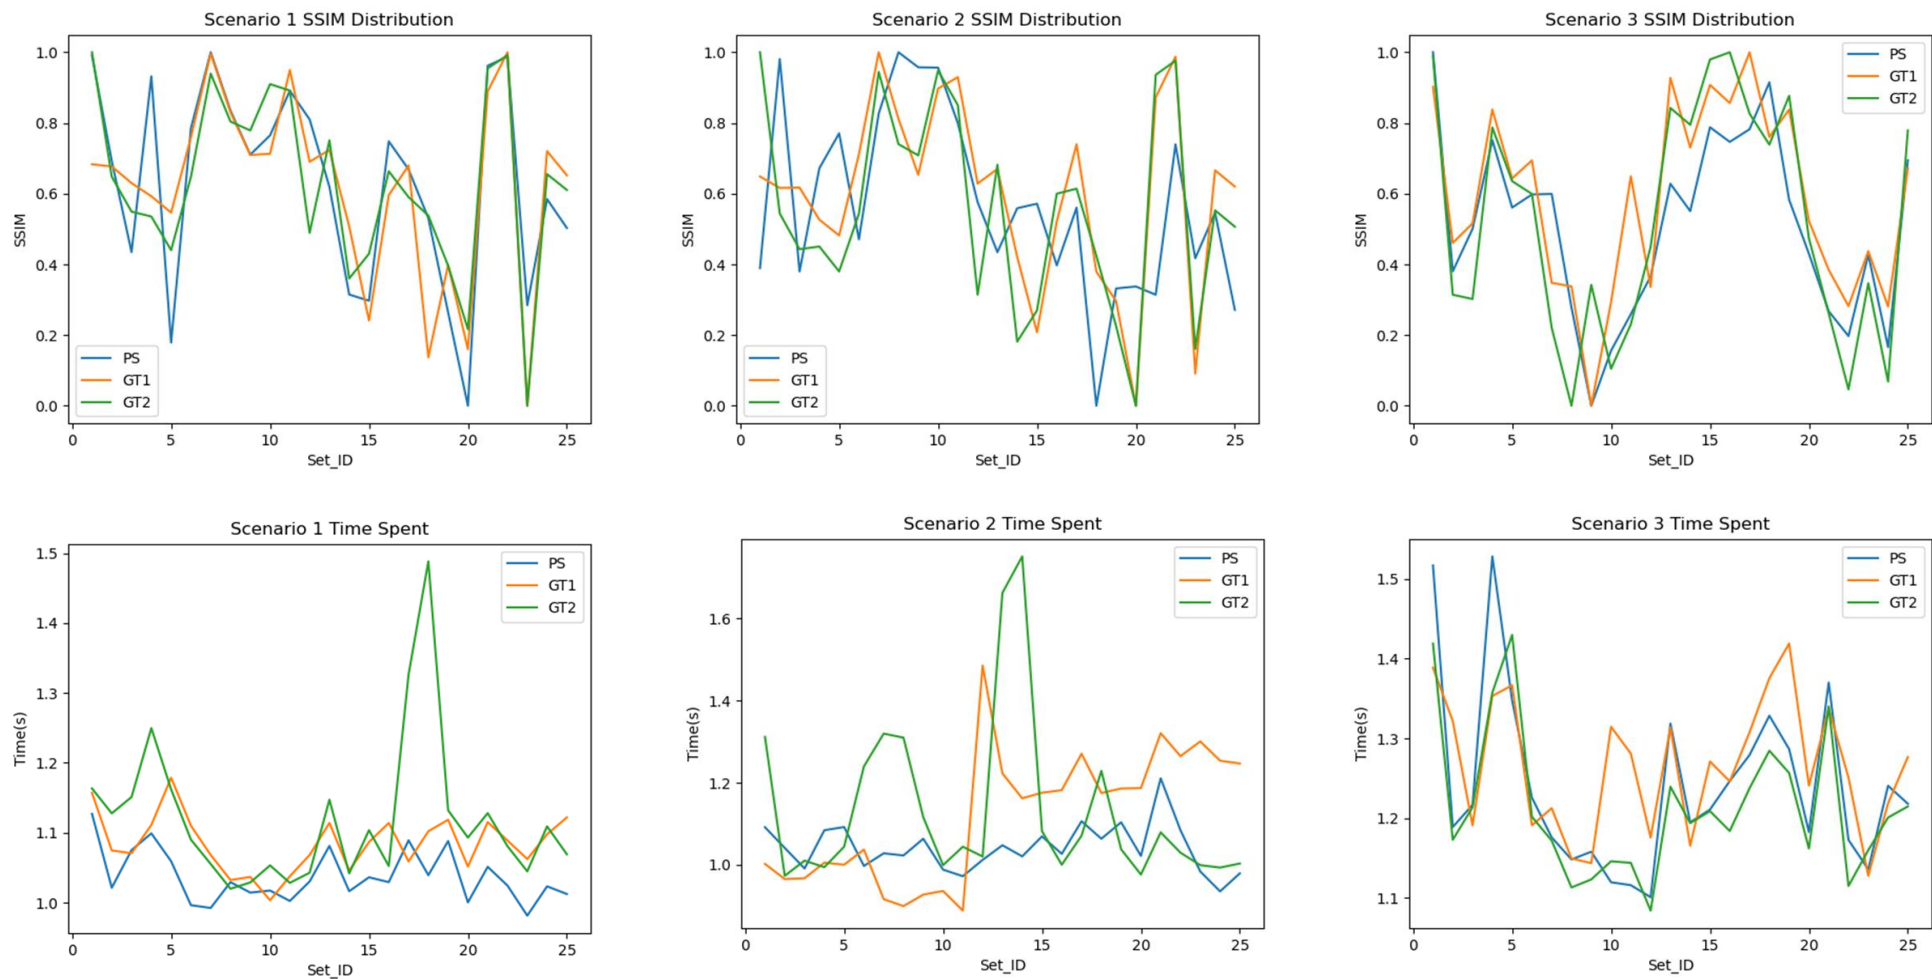 Scenario 1 SSIM Distribution
SSIM
1.0
0.8
0.6
0.4
0.2
0.0
PS
GT1
GT2
0 5 10 15 20 25
Set_ID
Scenario 2 SSIM Distribution
SSIM
1.0
0.8
0.6
0.4
0.2
0.0
PS
GT1
GT2
0 5 10 15 20 25
Set_ID
Scenario 3 SSIM Distribution
SSIM
1.0
0.8
0.6
0.4
0.2
0.0
PS
GT1
GT2
0 5 10 15 20 25
Set_ID
Scenario 1 Time Spent
Time(s)
1.5
1.4
1.3
1.2
1.1
1.0
PS
GT1
GT2
0 5 10 15 20 25
Set_ID
Scenario 2 Time Spent
Time(s)
1.6
1.4
1.2
1.0
PS
GT1
GT2
0 5 10 15 20 25
Set_ID
Scenario 3 Time Spent
Time(s)
1.5
1.4
1.3
1.2
1.1
PS
GT1
GT2
0 5 10 15 20 25
Set_ID